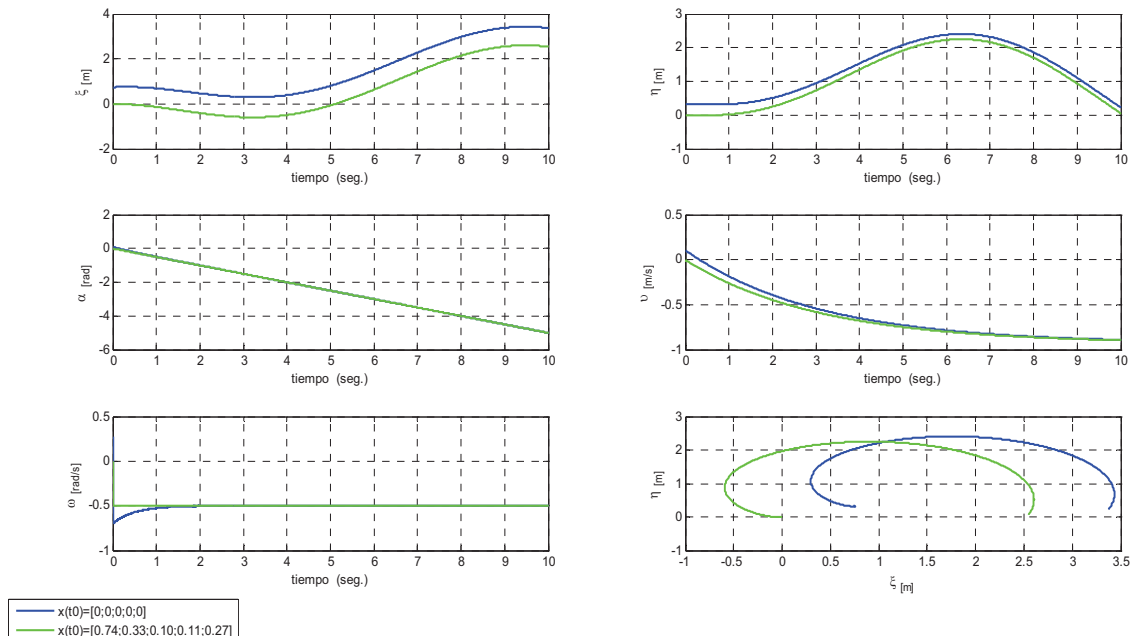 4
2
0
-2
ξ [m]
0 1 2 3 4 5 6 7 8 9 10
tiempo (seg.)
3
2
1
0
-1
η [m]
0 1 2 3 4 5 6 7 8 9 10
tiempo (seg.)
2
0
-2
-4
-6
α [rad]
0 1 2 3 4 5 6 7 8 9 10
tiempo (seg.)
0.5
0
-0.5
-1
υ [m/s]
0 1 2 3 4 5 6 7 8 9 10
tiempo (seg.)
0.5
0
-0.5
-1
ω [rad/s]
0 1 2 3 4 5 6 7 8 9 10
tiempo (seg.)
3
2
1
0
-1
η [m]
-1 -0.5 0 0.5 1 1.5 2 2.5 3 3.5
ξ [m]
x(t0)=[0;0;0;0;0]
x(t0)=[0.74;0.33;0.10;0.11;0.27]